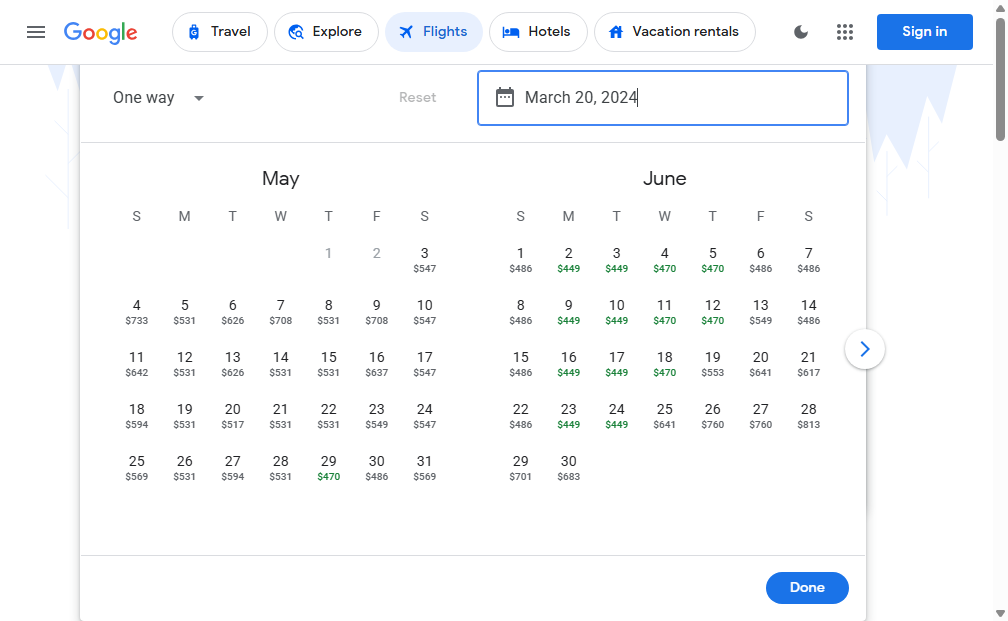 Google Travel Explore Flights Hotels Vacation rentals Sign in
One way Reset March 20, 2024
May June
S M T W T F S S M T W T F S
1 2 3 1 2 3 4 5 6 7
$547 $486 $449 $449 $470 $470 $486 $486
4 5 6 7 8 9 10 8 9 10 11 12 13 14
$733 $531 $626 $708 $531 $708 $547 $486 $449 $449 $470 $470 $549 $486
11 12 13 14 15 16 17 15 16 17 18 19 20 21
$642 $531 $626 $531 $531 $637 $547 $486 $449 $449 $470 $553 $641 $617
18 19 20 21 22 23 24 22 23 24 25 26 27 28
$594 $531 $517 $531 $531 $549 $547 $486 $449 $449 $641 $760 $760 $813
25 26 27 28 29 30 31 29 30
$569 $531 $594 $531 $470 $486 $569 $701 $683
Done